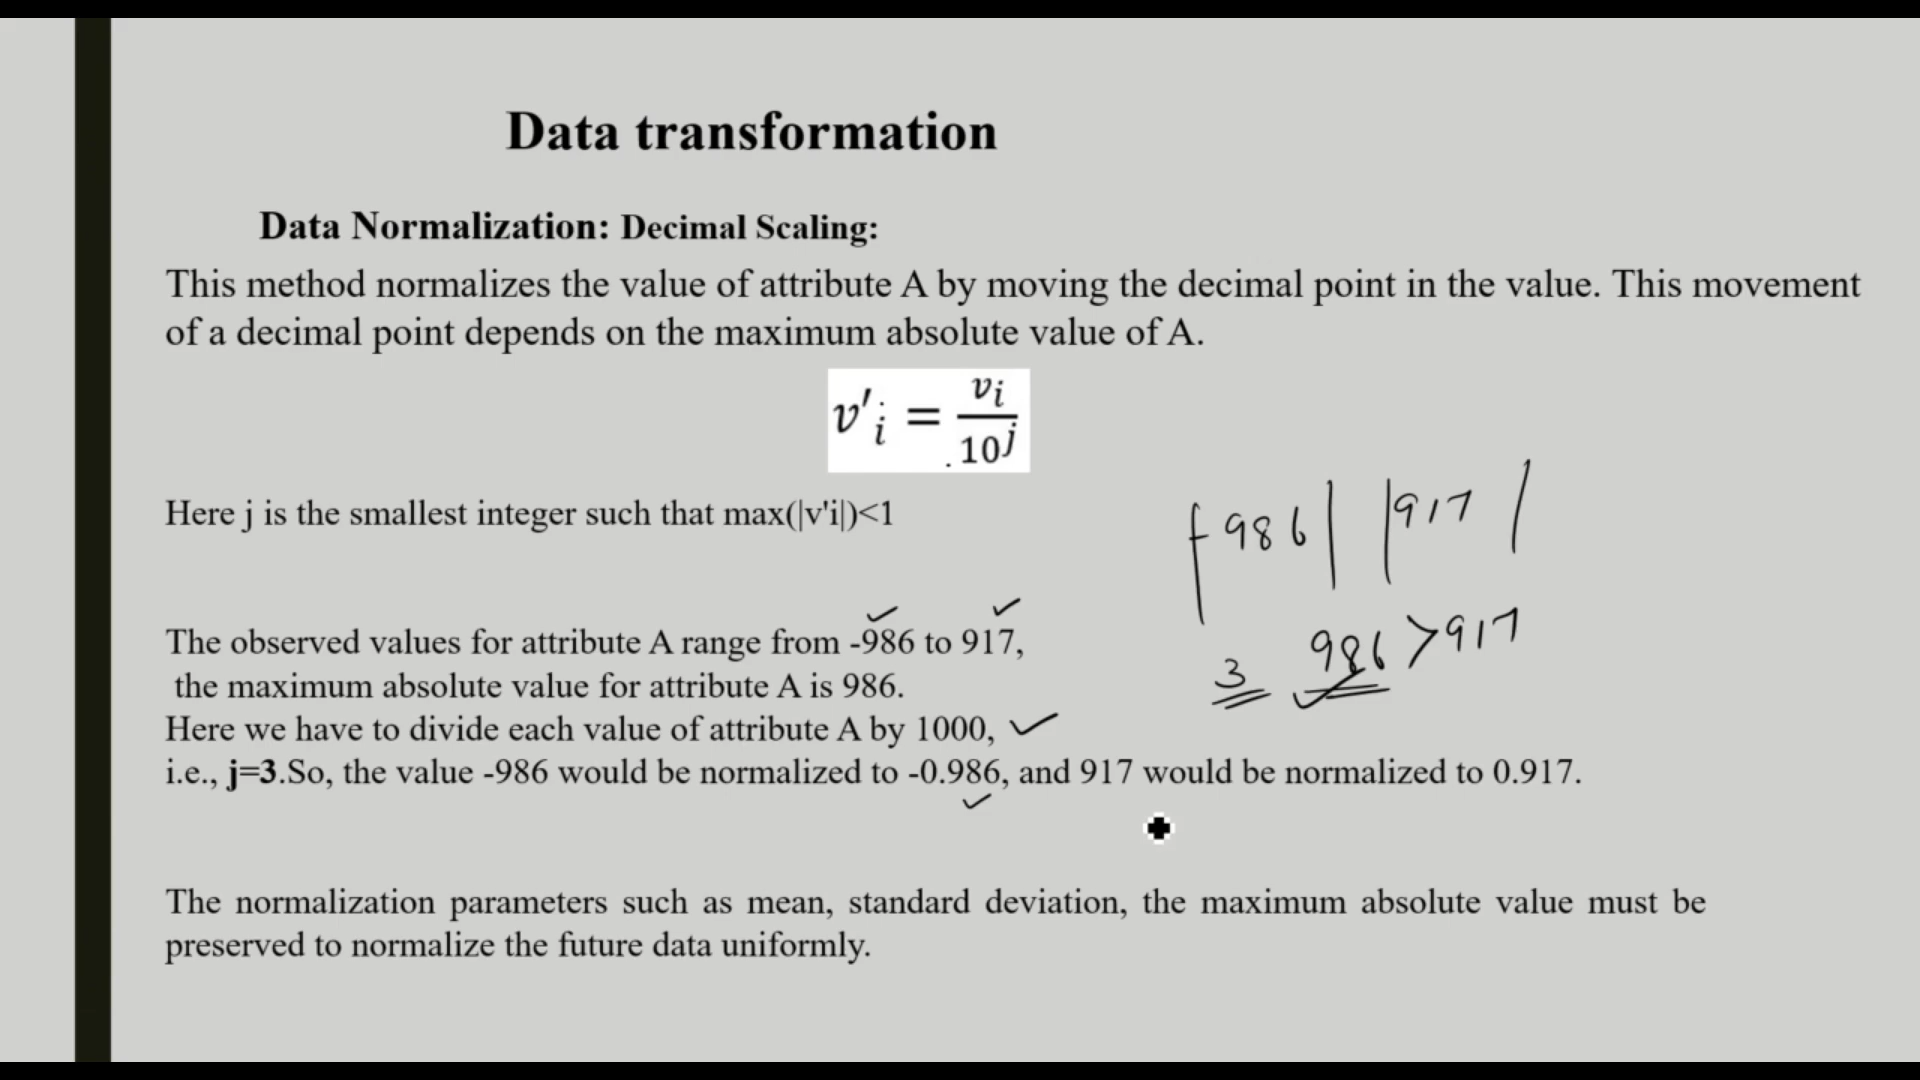 Data transformation
Data Normalization: Decimal Scaling:
This method normalizes the value of attribute A by moving the decimal point in the value. This movement
of a decimal point depends on the maximum absolute value of A.
v'i = vi / 10^j
Here j is the smallest integer such that max(|v'i|)<1
|-986| |917|
The observed values for attribute A range from -986 to 917,
986 > 917
3
the maximum absolute value for attribute A is 986.
Here we have to divide each value of attribute A by 1000,
i.e., j=3.So, the value -986 would be normalized to -0.986, and 917 would be normalized to 0.917.
The normalization parameters such as mean, standard deviation, the maximum absolute value must be
preserved to normalize the future data uniformly.